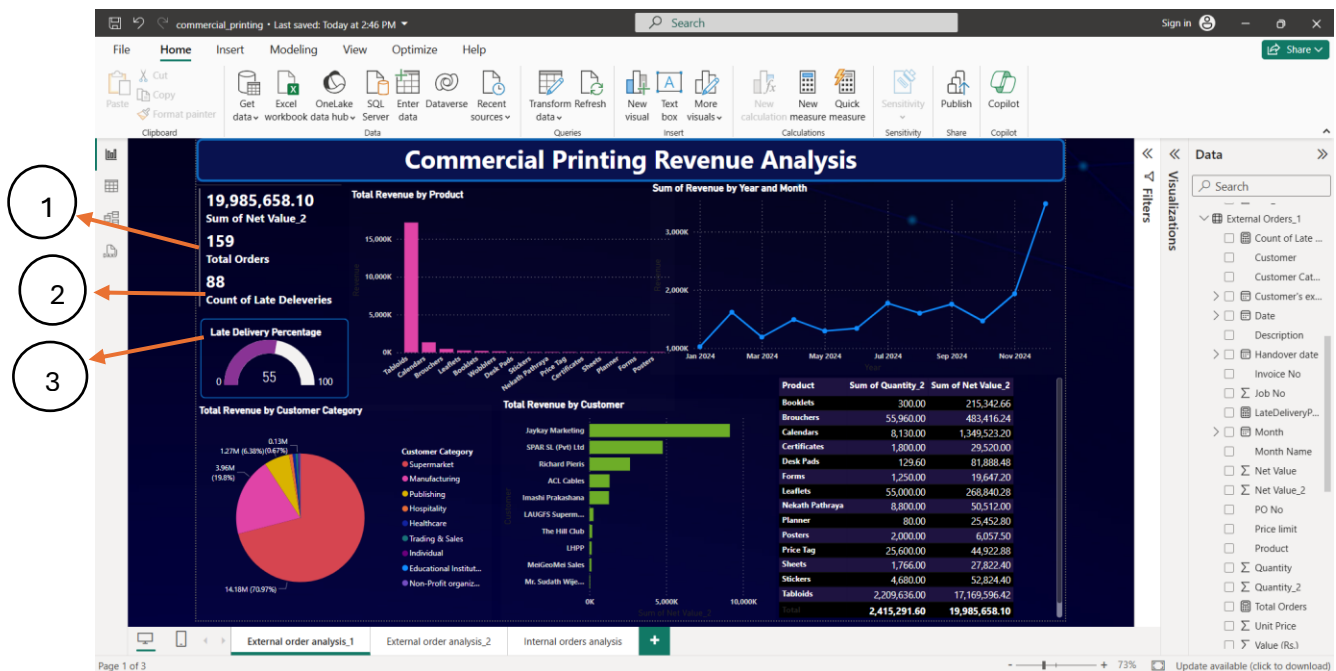 commercial_printing • Last saved: Today at 2:46 PM
Search
Sign in
File Home Insert Modeling View Optimize Help
Share
Paste
Cut
Copy
Format painter
Clipboard
Get data
Excel workbook
OneLake data hub
SQL Server
Enter data
Dataverse
Recent sources
Data
Transform data
Refresh
Queries
New visual
Text box
More visuals
Insert
New calculation
New measure
Quick measure
Calculations
Sensitivity
Sensitivity
Publish
Share
Copilot
Copilot
1
2
3
Commercial Printing Revenue Analysis
19,985,658.10
Sum of Net Value_2
159
Total Orders
88
Count of Late Deleveries
Late Delivery Percentage
0 55 100
Total Revenue by Product
Revenue
15,000K
10,000K
5,000K
0K
Tabloids
Calendars
Brouchers
Leaflets
Booklets
Wobblers
Desk Pads
Stickers
Nekath Pathraya
Price Tag
Certificates
Sheets
Planner
Forms
Posters
Sum of Revenue by Year and Month
Revenue
3,000K
2,000K
1,000K
Jan 2024 Mar 2024 May 2024 Jul 2024 Sep 2024 Nov 2024
Year
Total Revenue by Customer Category
0.13M
(0.67%)
1.27M (6.38%)
3.96M
(19.8%)
14.18M (70.97%)
Customer Category
Supermarket
Manufacturing
Publishing
Hospitality
Healthcare
Trading & Sales
Individual
Educational Institut...
Non-Profit organiz...
Total Revenue by Customer
Customer
Jaykay Marketing
SPAR SL (Pvt) Ltd
Richard Pieris
ACL Cables
Imashi Prakashana
LAUGFS Superm...
The Hill Club
LHPP
MeiGeoMei Sales
Mr. Sudath Wije...
0K 5,000K 10,000K
Sum of Net Value_2
Product Sum of Quantity_2 Sum of Net Value_2
Booklets 300.00 215,342.66
Brouchers 55,960.00 483,416.24
Calendars 8,130.00 1,349,523.20
Certificates 1,800.00 29,520.00
Desk Pads 129.60 81,888.48
Forms 1,250.00 19,647.20
Leaflets 55,000.00 268,840.28
Nekath Pathraya 8,800.00 50,512.00
Planner 80.00 25,452.80
Posters 2,000.00 6,057.50
Price Tag 25,600.00 44,922.88
Sheets 1,766.00 27,822.40
Stickers 4,680.00 52,824.40
Tabloids 2,209,636.00 17,169,596.42
Total 2,415,291.60 19,985,658.10
Filters
Visualizations
Data
Search
External Orders_1
Count of Late ...
Customer
Customer Cat...
Customer's ex...
Date
Description
Handover date
Invoice No
Job No
LateDeliveryP...
Month
Month Name
Net Value
Net Value_2
PO No
Price limit
Product
Quantity
Quantity_2
Total Orders
Unit Price
Value (Rs.)
External order analysis_1
External order analysis_2
Internal orders analysis
Page 1 of 3
73%
Update available (click to download)